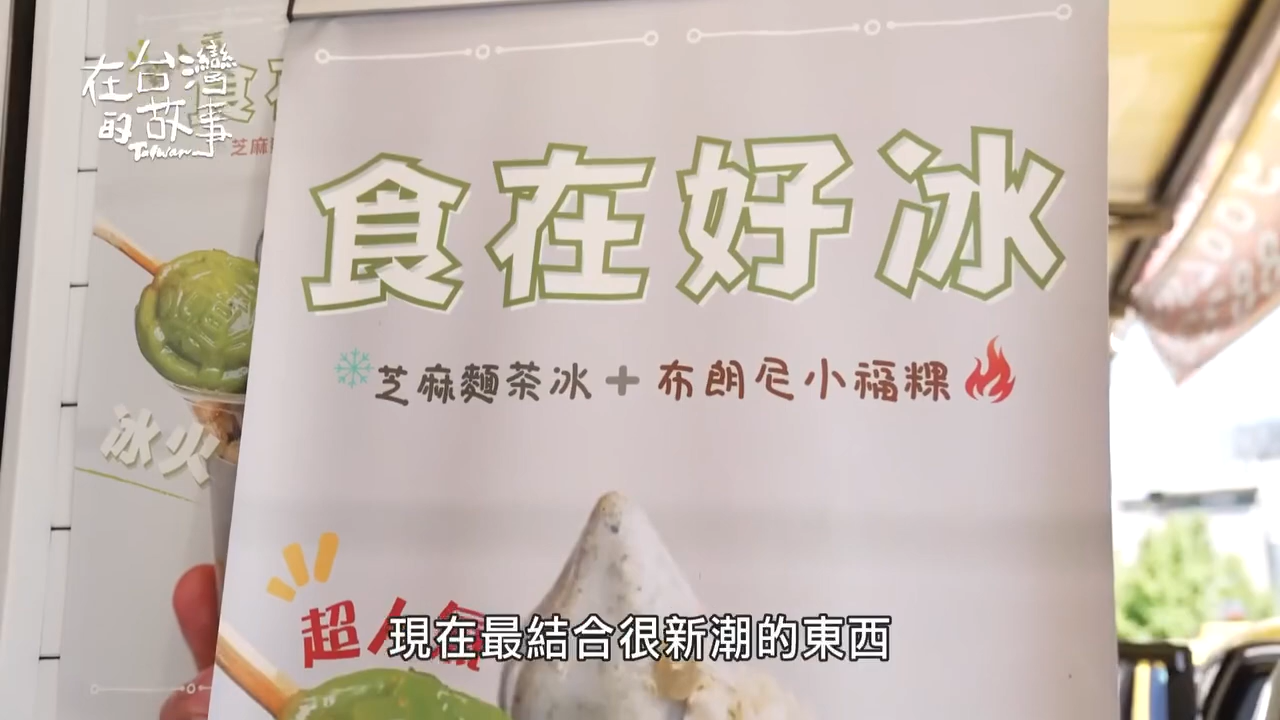 在台灣
的故事
Taiwan
食在好冰
芝麻麵茶冰+布朗尼小福粿
芝麻
冰火
超人氣
現在最結合很新潮的東西